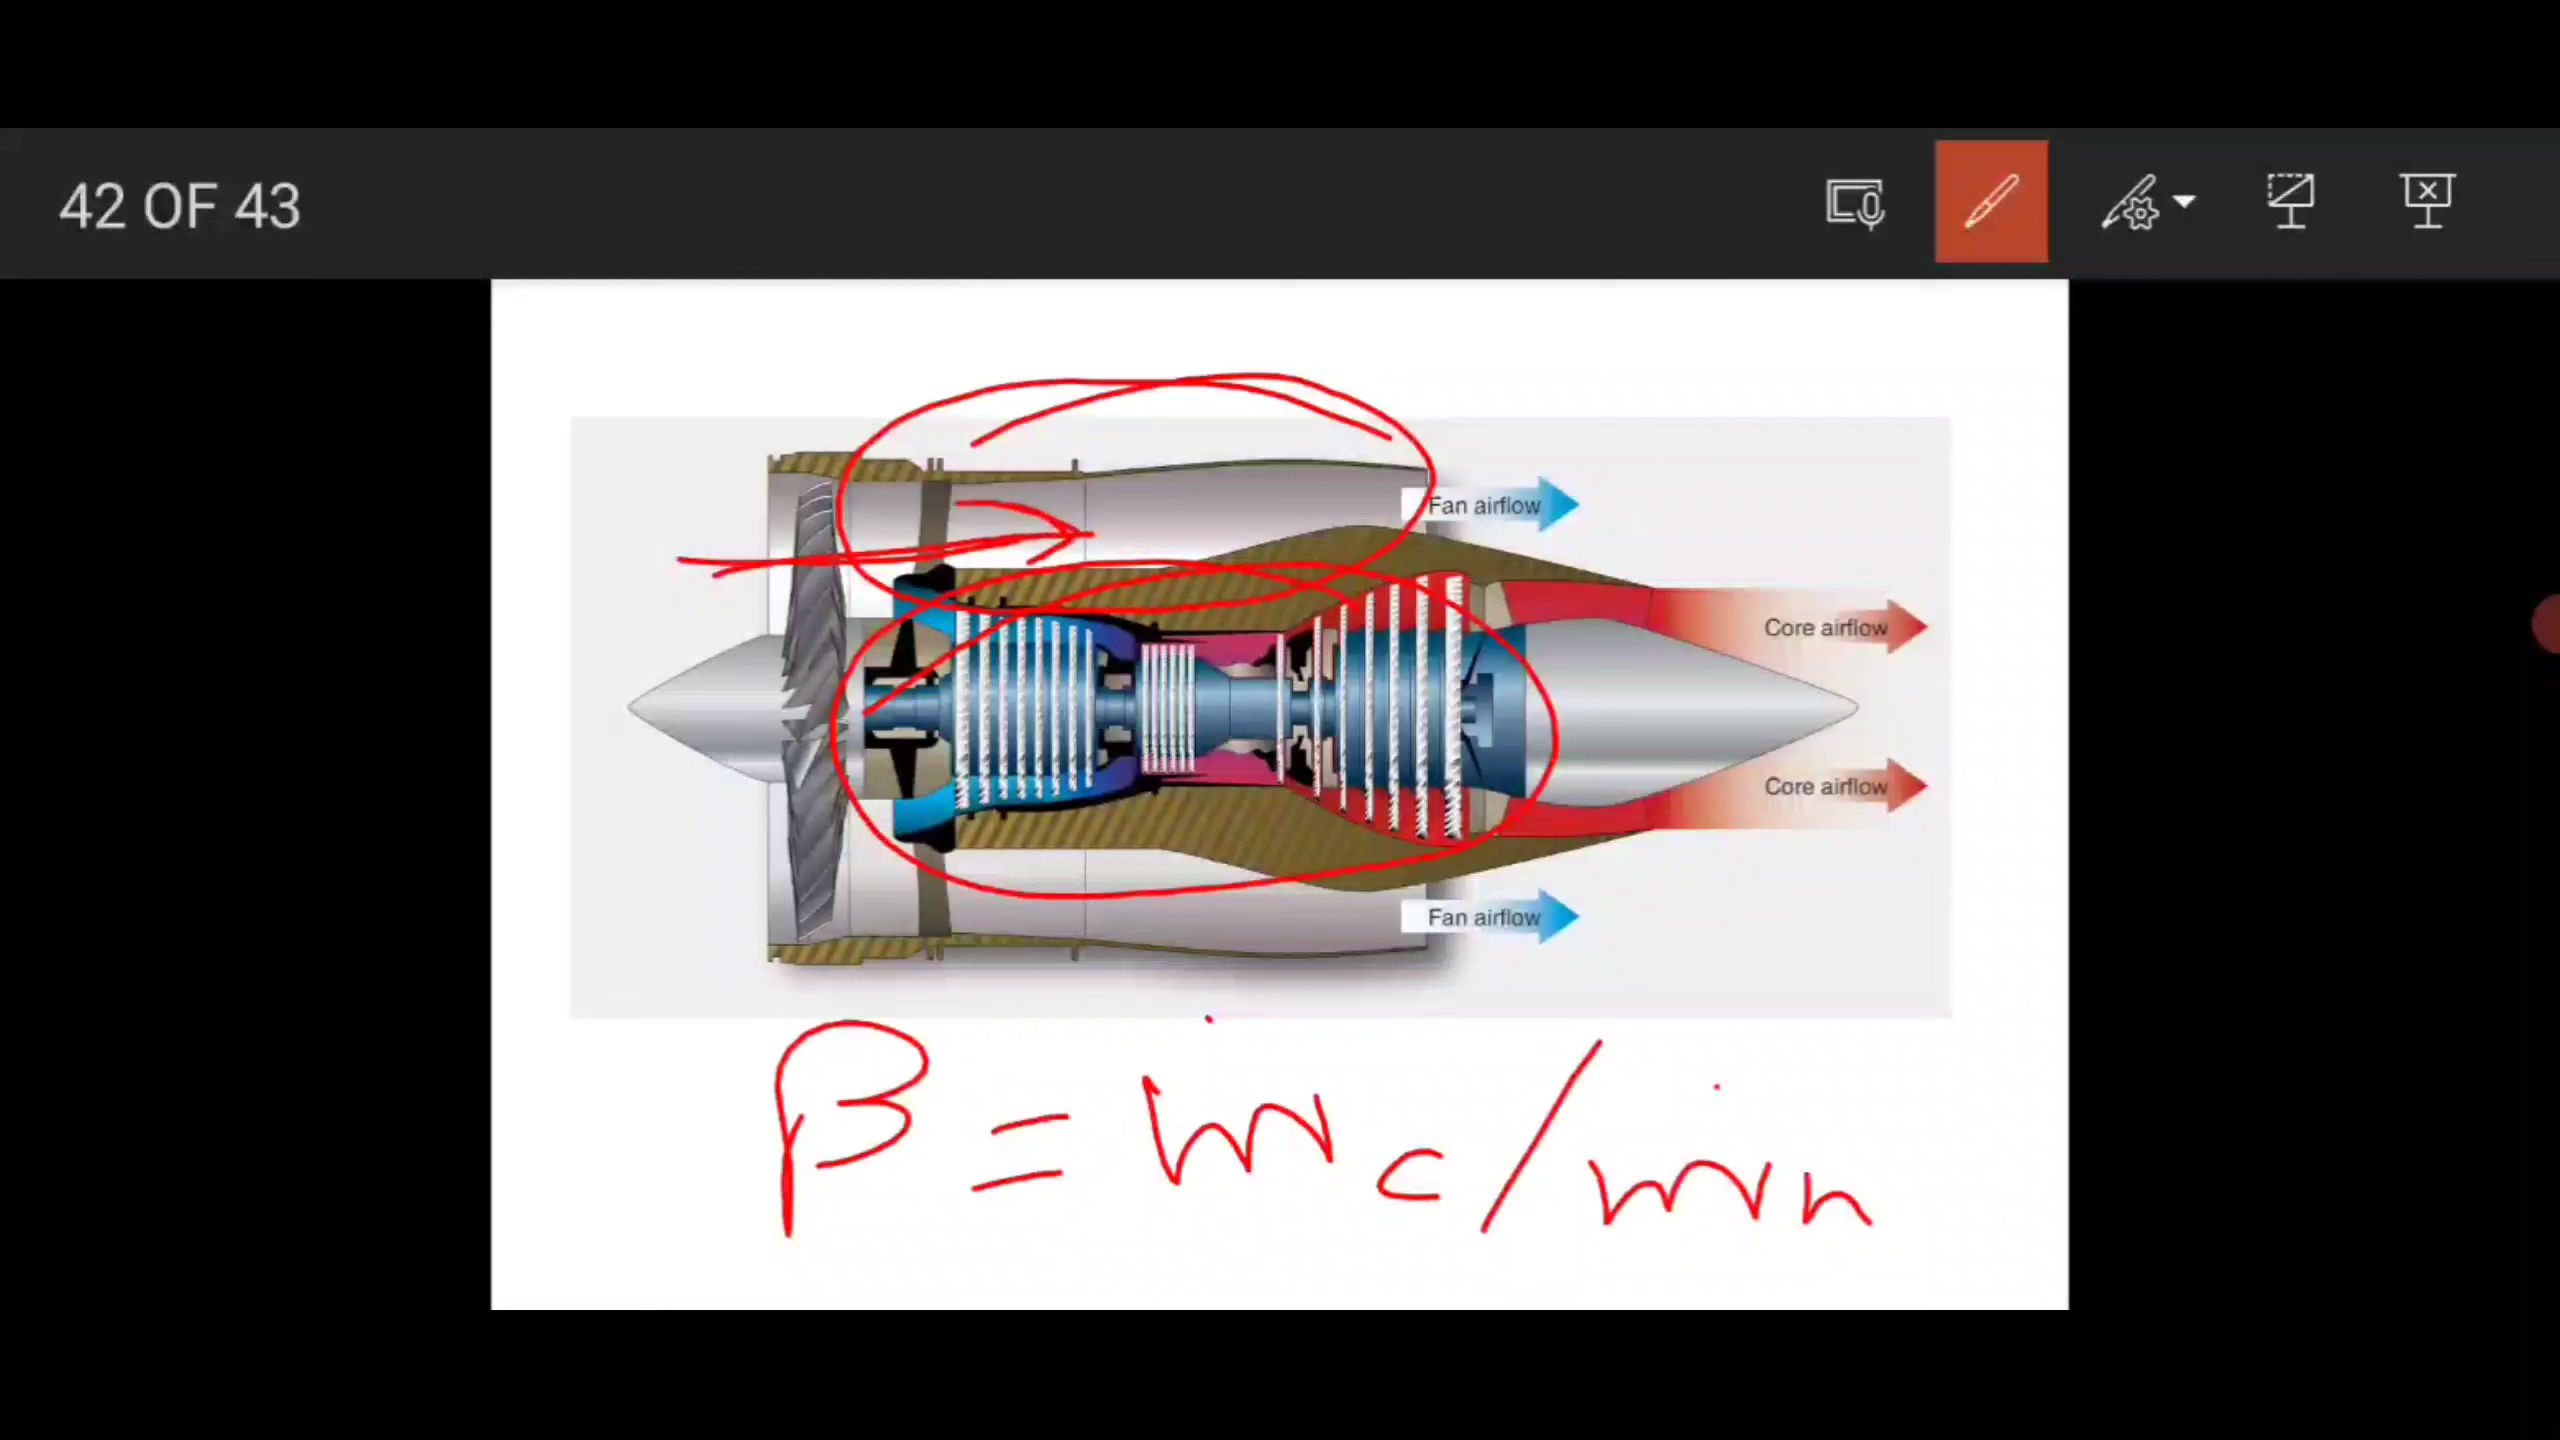 42 OF 43
Fan airflow
Core airflow
Core airflow
Fan airflow
β = ṁc/ṁn